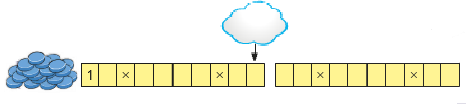 1 × × × ×